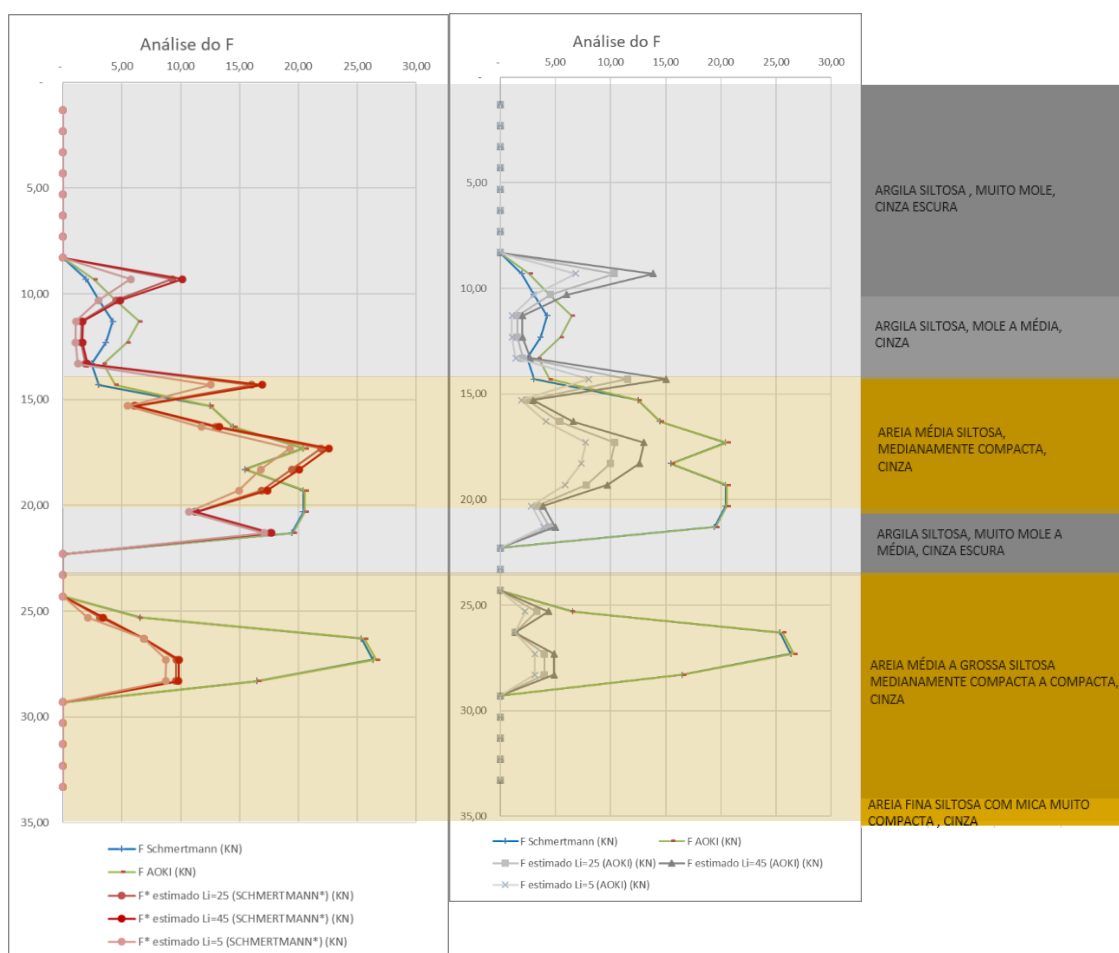 Análise do F
- 5,00 10,00 15,00 20,00 25,00 30,00
-
5,00
10,00
15,00
20,00
25,00
30,00
35,00
F Schmertmann (KN)
F AOKI (KN)
F* estimado Li=25 (SCHMERTMANN*) (KN)
F* estimado Li=45 (SCHMERTMANN*) (KN)
F* estimado Li=5 (SCHMERTMANN*) (KN)
Análise do F
- 5,00 10,00 15,00 20,00 25,00 30,00
-
5,00
10,00
15,00
20,00
25,00
30,00
35,00
F Schmertmann (KN) F AOKI (KN)
F estimado Li=25 (AOKI) (KN) F estimado Li=45 (AOKI) (KN)
F estimado Li=5 (AOKI) (KN)
ARGILA SILTOSA , MUITO MOLE,
CINZA ESCURA
ARGILA SILTOSA, MOLE A MÉDIA,
CINZA
AREIA MÉDIA SILTOSA,
MEDIANAMENTE COMPACTA,
CINZA
ARGILA SILTOSA, MUITO MOLE A
MÉDIA, CINZA ESCURA
AREIA MÉDIA A GROSSA SILTOSA
MEDIANAMENTE COMPACTA A COMPACTA,
CINZA
AREIA FINA SILTOSA COM MICA MUITO
COMPACTA , CINZA